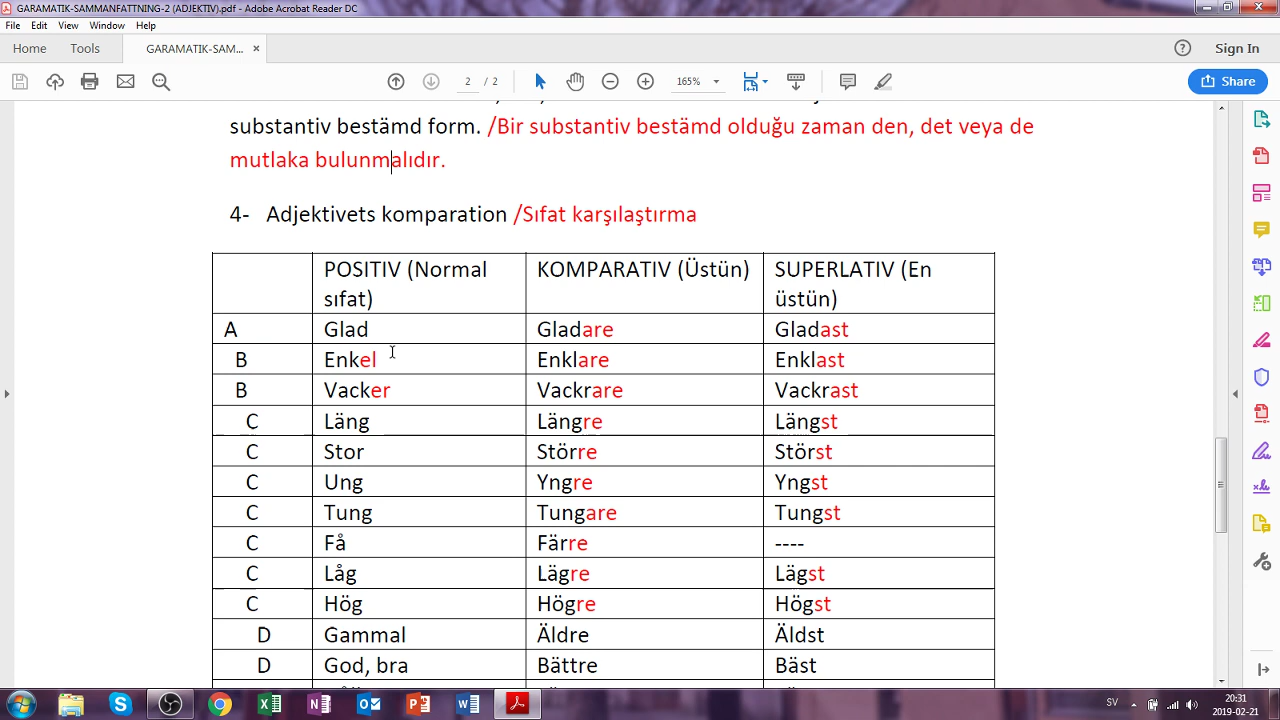 GARAMATIK-SAMMANFATTNING-2 (ADJEKTIV).pdf - Adobe Acrobat Reader DC
File Edit View Window Help
Home Tools GARAMATIK-SAM... × Sign In
2 / 2 165% Share
substantiv bestämd form. /Bir substantiv bestämd olduğu zaman den, det veya de
mutlaka bulunmalıdır.
4- Adjektivets komparation /Sıfat karşılaştırma
POSITIV (Normal sıfat) KOMPARATIV (Üstün) SUPERLATIV (En üstün)
A Glad Gladare Gladast
B Enkel Enklare Enklast
B Vacker Vackrare Vackrast
C Läng Längre Längst
C Stor Större Störst
C Ung Yngre Yngst
C Tung Tungare Tungst
C Få Färre ----
C Låg Lägre Lägst
C Hög Högre Högst
D Gammal Äldre Äldst
D God, bra Bättre Bäst
SV 20:31
2019-02-21